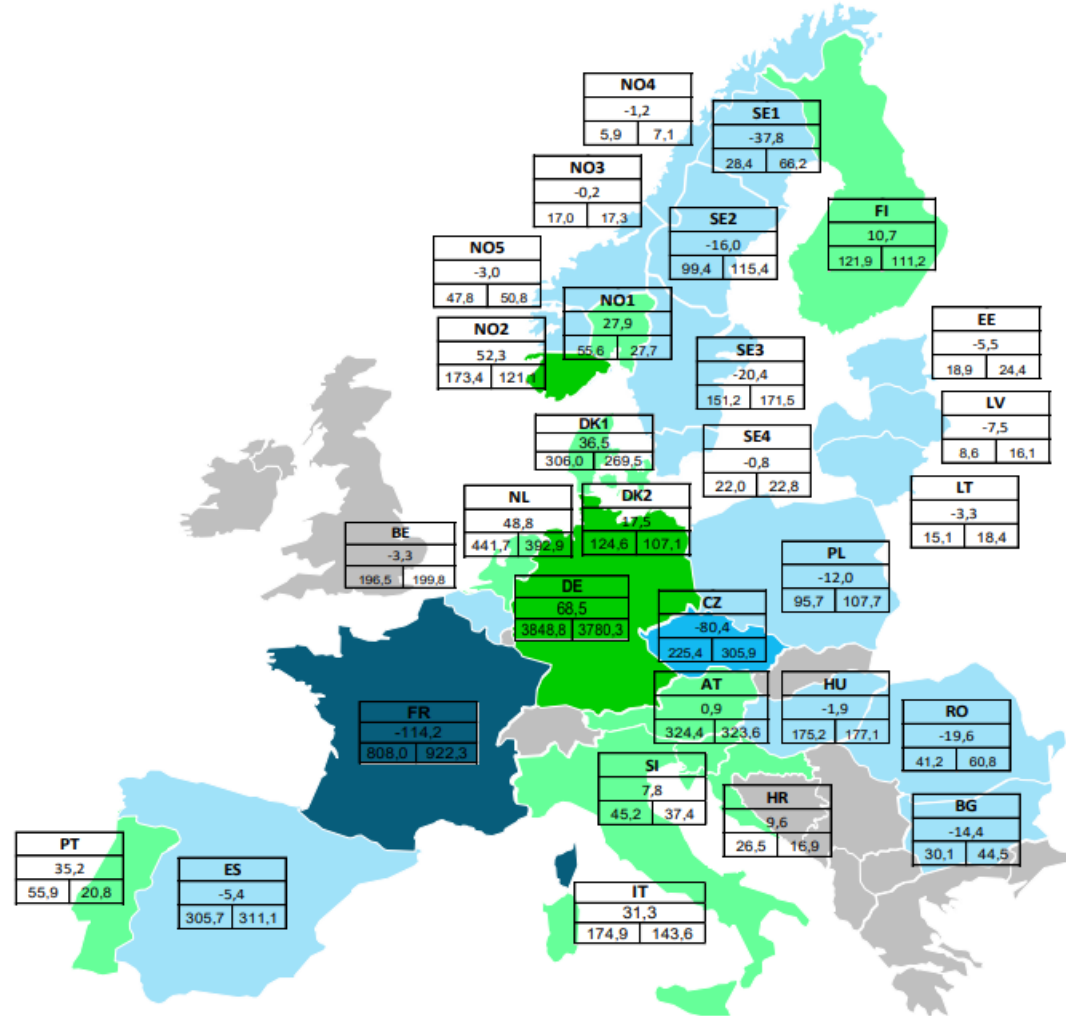 NO4
-1,2
5,9 7,1
SE1
-37,8
28,4 66,2
NO3
-0,2
17,0 17,3
FI
10,7
121,9 111,2
SE2
-16,0
99,4 115,4
NO5
-3,0
47,8 50,8
NO1
27,9
55,6 27,7
EE
-5,5
18,9 24,4
NO2
52,3
173,4 121,1
SE3
-20,4
151,2 171,5
LV
-7,5
8,6 16,1
DK1
36,5
306,0 269,5
SE4
-0,8
22,0 22,8
LT
-3,3
15,1 18,4
NL
48,8
441,7 392,9
DK2
17,5
124,6 107,1
BE
-3,3
196,5 199,8
PL
-12,0
95,7 107,7
DE
68,5
3848,8 3780,3
CZ
-80,4
225,4 305,9
AT
0,9
324,4 323,6
HU
-1,9
175,2 177,1
FR
-114,2
808,0 922,3
RO
-19,6
41,2 60,8
SI
7,8
45,2 37,4
HR
9,6
26,5 16,9
BG
-14,4
30,1 44,5
PT
35,2
55,9 20,8
ES
-5,4
305,7 311,1
IT
31,3
174,9 143,6